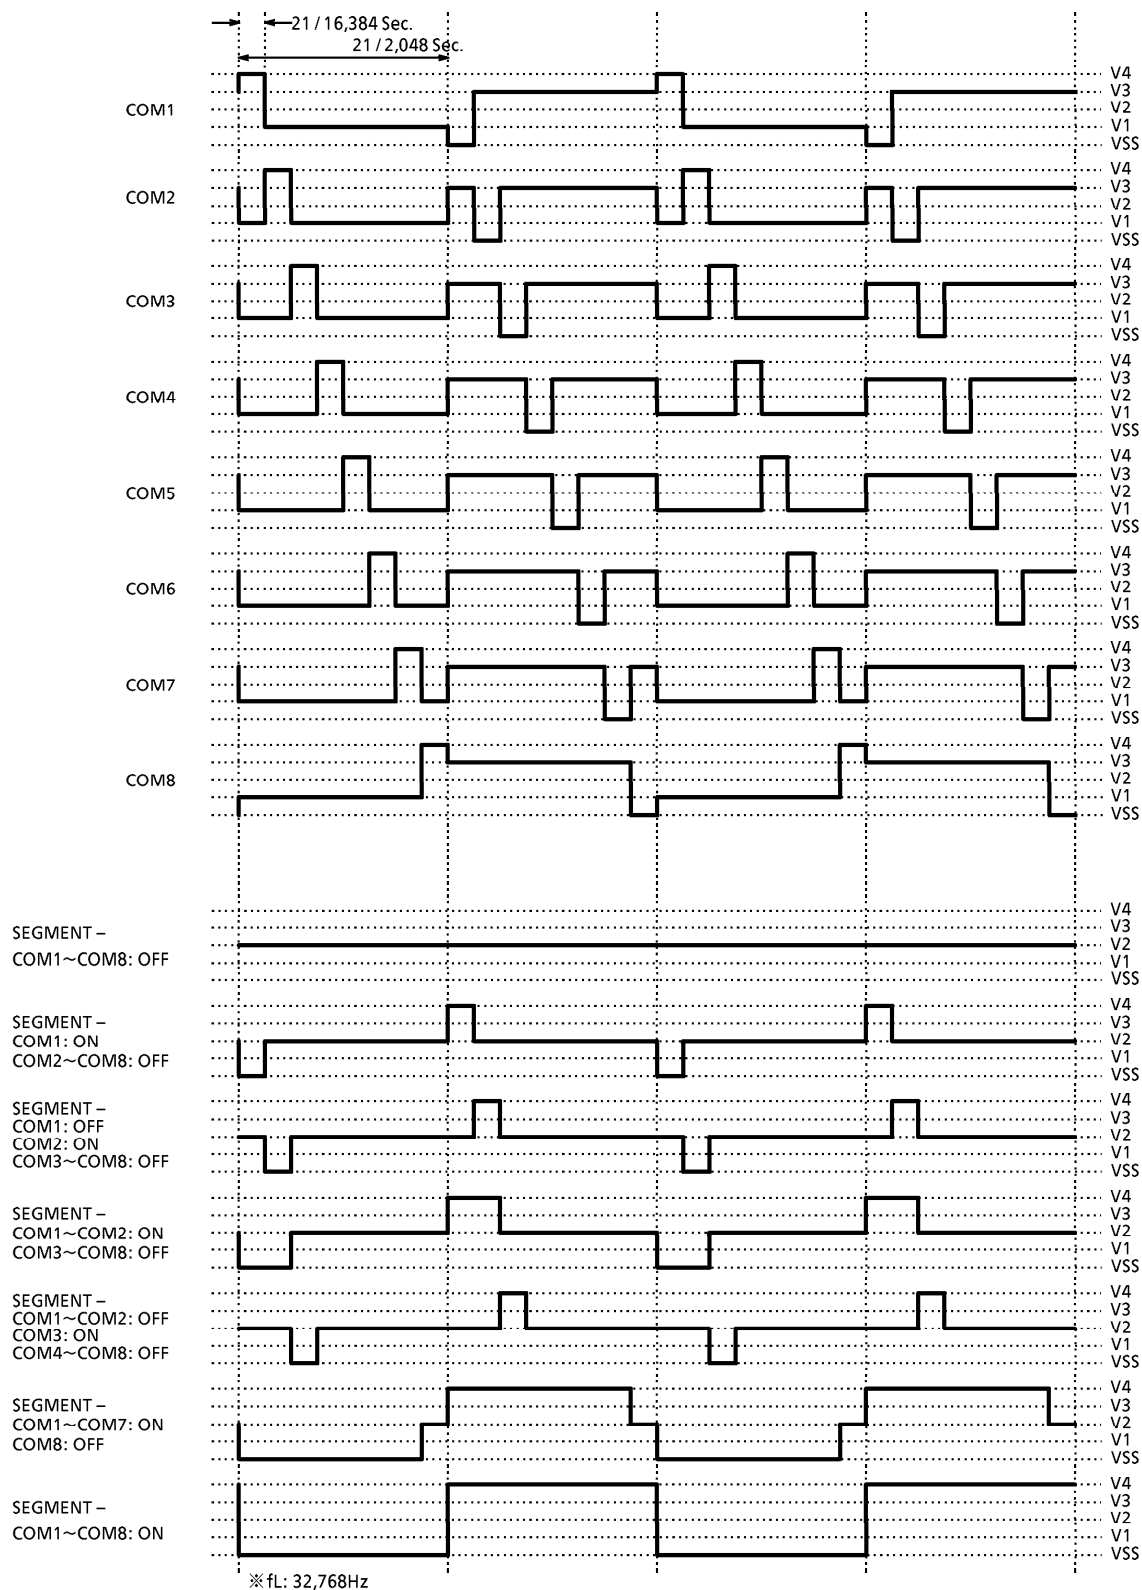 21 / 16,384 Sec.
21 / 2,048 Sec.
COM1
V4
V3
V2
V1
VSS
COM2
V4
V3
V2
V1
VSS
COM3
V4
V3
V2
V1
VSS
COM4
V4
V3
V2
V1
VSS
COM5
V4
V3
V2
V1
VSS
COM6
V4
V3
V2
V1
VSS
COM7
V4
V3
V2
V1
VSS
COM8
V4
V3
V2
V1
VSS
SEGMENT –
COM1~COM8: OFF
V4
V3
V2
V1
VSS
SEGMENT –
COM1: ON
COM2~COM8: OFF
V4
V3
V2
V1
VSS
SEGMENT –
COM1: OFF
COM2: ON
COM3~COM8: OFF
V4
V3
V2
V1
VSS
SEGMENT –
COM1~COM2: ON
COM3~COM8: OFF
V4
V3
V2
V1
VSS
SEGMENT –
COM1~COM2: OFF
COM3: ON
COM4~COM8: OFF
V4
V3
V2
V1
VSS
SEGMENT –
COM1~COM7: ON
COM8: OFF
V4
V3
V2
V1
VSS
SEGMENT –
COM1~COM8: ON
V4
V3
V2
V1
VSS
※ fL: 32,768Hz